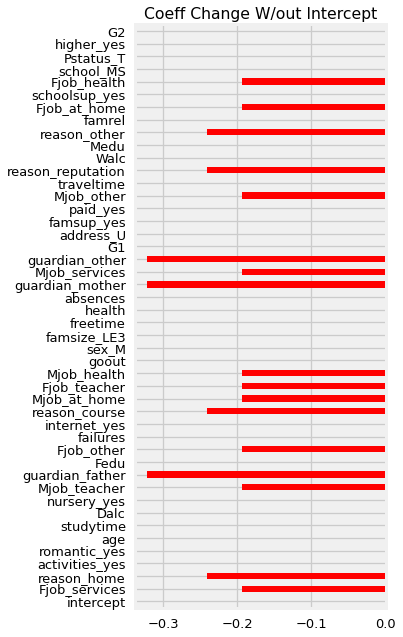 Coeff Change W/out Intercept
G2
higher_yes
Pstatus_T
school_MS
Fjob_health
schoolsup_yes
Fjob_at_home
famrel
reason_other
Medu
Walc
reason_reputation
traveltime
Mjob_other
paid_yes
famsup_yes
address_U
G1
guardian_other
Mjob_services
guardian_mother
absences
health
freetime
famsize_LE3
sex_M
goout
Mjob_health
Fjob_teacher
Mjob_at_home
reason_course
internet_yes
failures
Fjob_other
Fedu
guardian_father
Mjob_teacher
nursery_yes
Dalc
studytime
age
romantic_yes
activities_yes
reason_home
Fjob_services
intercept
−0.3 −0.2 −0.1 0.0